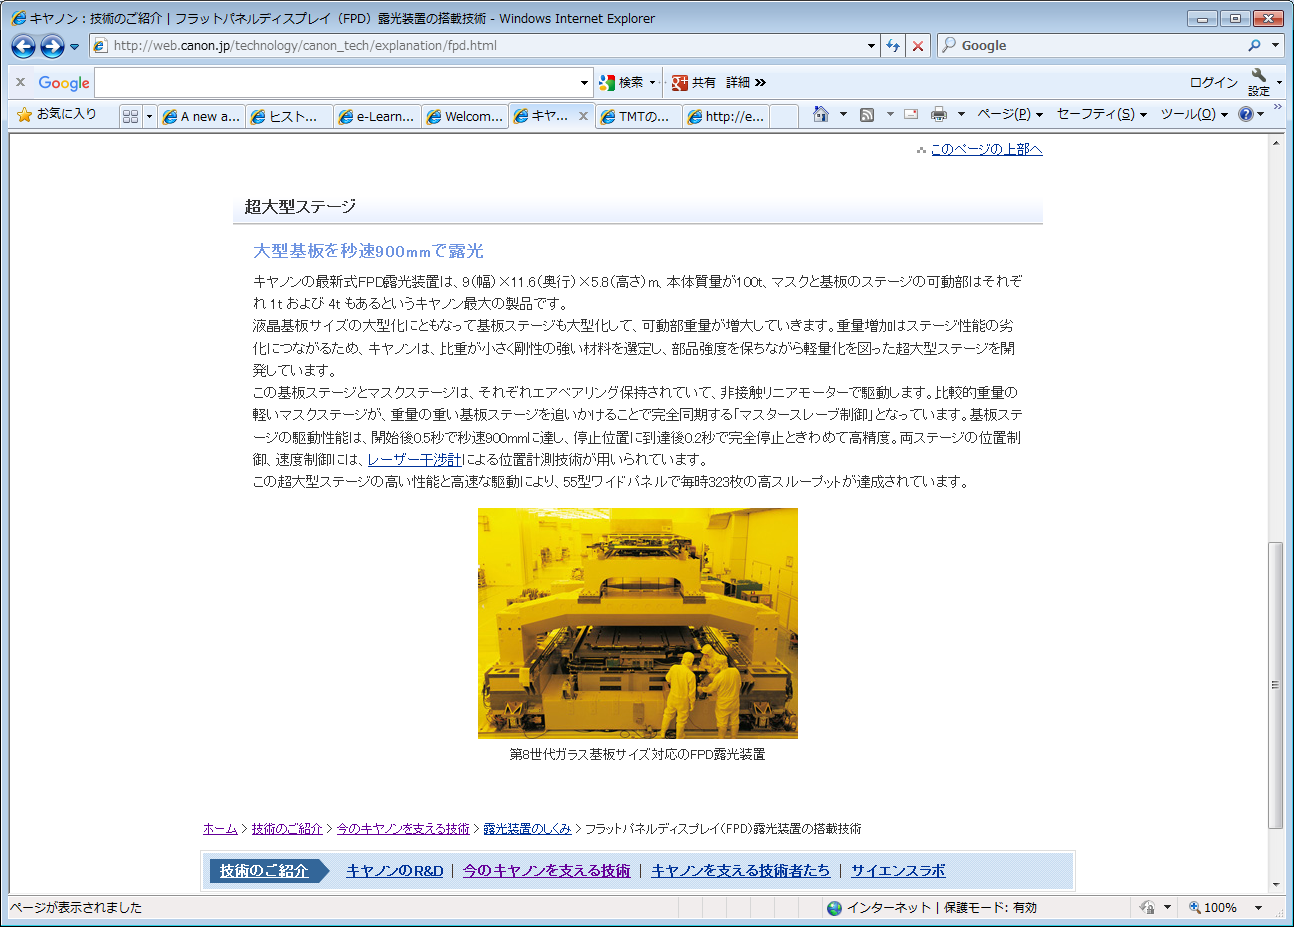 キヤノン：技術のご紹介 | フラットパネルディスプレイ（FPD）露光装置の搭載技術 - Windows Internet Explorer
http://web.canon.jp/technology/canon_tech/explanation/fpd.html
Google
Google 検索 共有 詳細 » ログイン 設定
お気に入り A new a... ヒスト... e-Learn... Welcom... キヤ... TMTの... http://e... ページ(P) セーフティ(S) ツール(O) »
このページの上部へ
超大型ステージ
大型基板を秒速900mmで露光
キヤノンの最新式FPD露光装置は、9（幅）×11.6（奥行）×5.8（高さ）m、本体質量が100t、マスクと基板のステージの可動部はそれぞ
れ 1t および 4t もあるというキヤノン最大の製品です。
液晶基板サイズの大型化にともなって基板ステージも大型化して、可動部重量が増大していきます。重量増加はステージ性能の劣
化につながるため、キヤノンは、比重が小さく剛性の強い材料を選定し、部品強度を保ちながら軽量化を図った超大型ステージを開
発しています。
この基板ステージとマスクステージは、それぞれエアベアリング保持されていて、非接触リニアモーターで駆動します。比較的重量の
軽いマスクステージが、重量の重い基板ステージを追いかけることで完全同期する「マスタースレーブ制御」となっています。基板ステ
ージの駆動性能は、開始後0.5秒で秒速900mmに達し、停止位置に到達後0.2秒で完全停止ときわめて高精度。両ステージの位置制
御、速度制御には、レーザー干渉計による位置計測技術が用いられています。
この超大型ステージの高い性能と高速な駆動により、55型ワイドパネルで毎時323枚の高スループットが達成されています。
第8世代ガラス基板サイズ対応のFPD露光装置
ホーム > 技術のご紹介 > 今のキヤノンを支える技術 > 露光装置のしくみ > フラットパネルディスプレイ（FPD）露光装置の搭載技術
技術のご紹介 キヤノンのR&D | 今のキヤノンを支える技術 | キヤノンを支える技術者たち | サイエンスラボ
ページが表示されました インターネット | 保護モード: 有効 100%